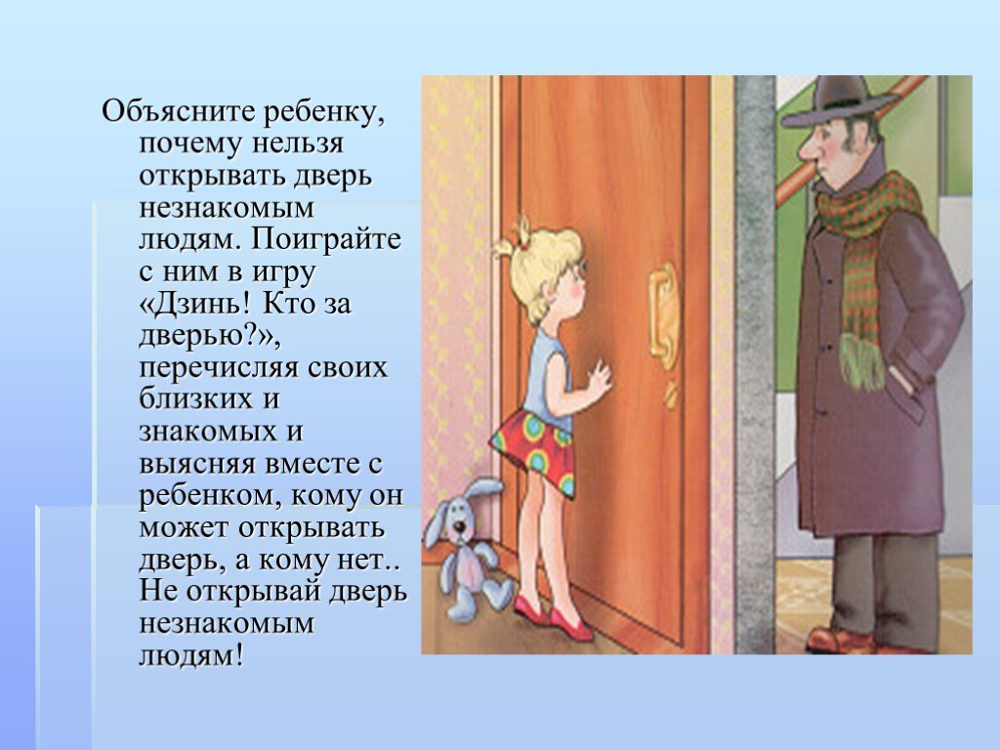 Объясните ребенку,
почему нельзя
открывать дверь
незнакомым
людям. Поиграйте
с ним в игру
«Дзинь! Кто за
дверью?»,
перечисляя своих
близких и
знакомых и
выясняя вместе с
ребенком, кому он
может открывать
дверь, а кому нет..
Не открывай дверь
незнакомым
людям!